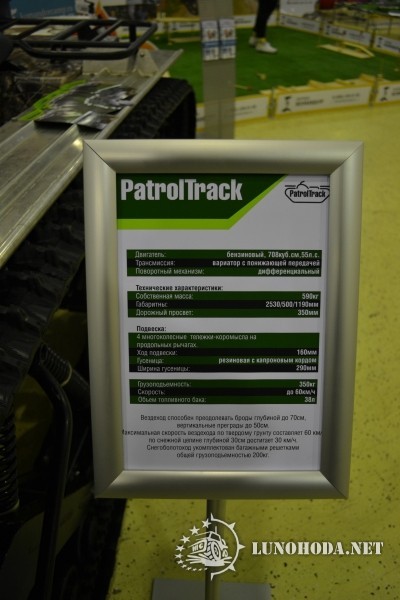 PatrolTrack
PatrolTrack
Двигатель: бензиновый, 708куб.см,55л.с.
Трансмиссия: вариатор с понижающей передачей
Поворотный механизм: дифференциальный
Технические характеристики:
Собственная масса: 590кг
Габаритны: 2530/500/1190мм
Дорожный просвет: 350мм
Подвеска:
4 многоколесные тележки-коромысла на
продольных рычагах.
Ход подвески: 160мм
Гусеница: резиновая с капроновым кордом
Ширина гусеницы: 290мм
Грузоподъемность: 350кг
Скорость: до 60км/ч
Объем топливного бака: 38л
Вездеход способен преодолевать броды глубиной до 70см,
вертикальные преграды до 50см.
Максимальная скорость вездехода по твердому грунту составляет 60 км,
по снежной целине глубиной 30см достигает 30 км/ч.
Снегоболотоход укомплектован багажными решетками
общей грузоподъемностью 200кг.
LUNOHODA.NET